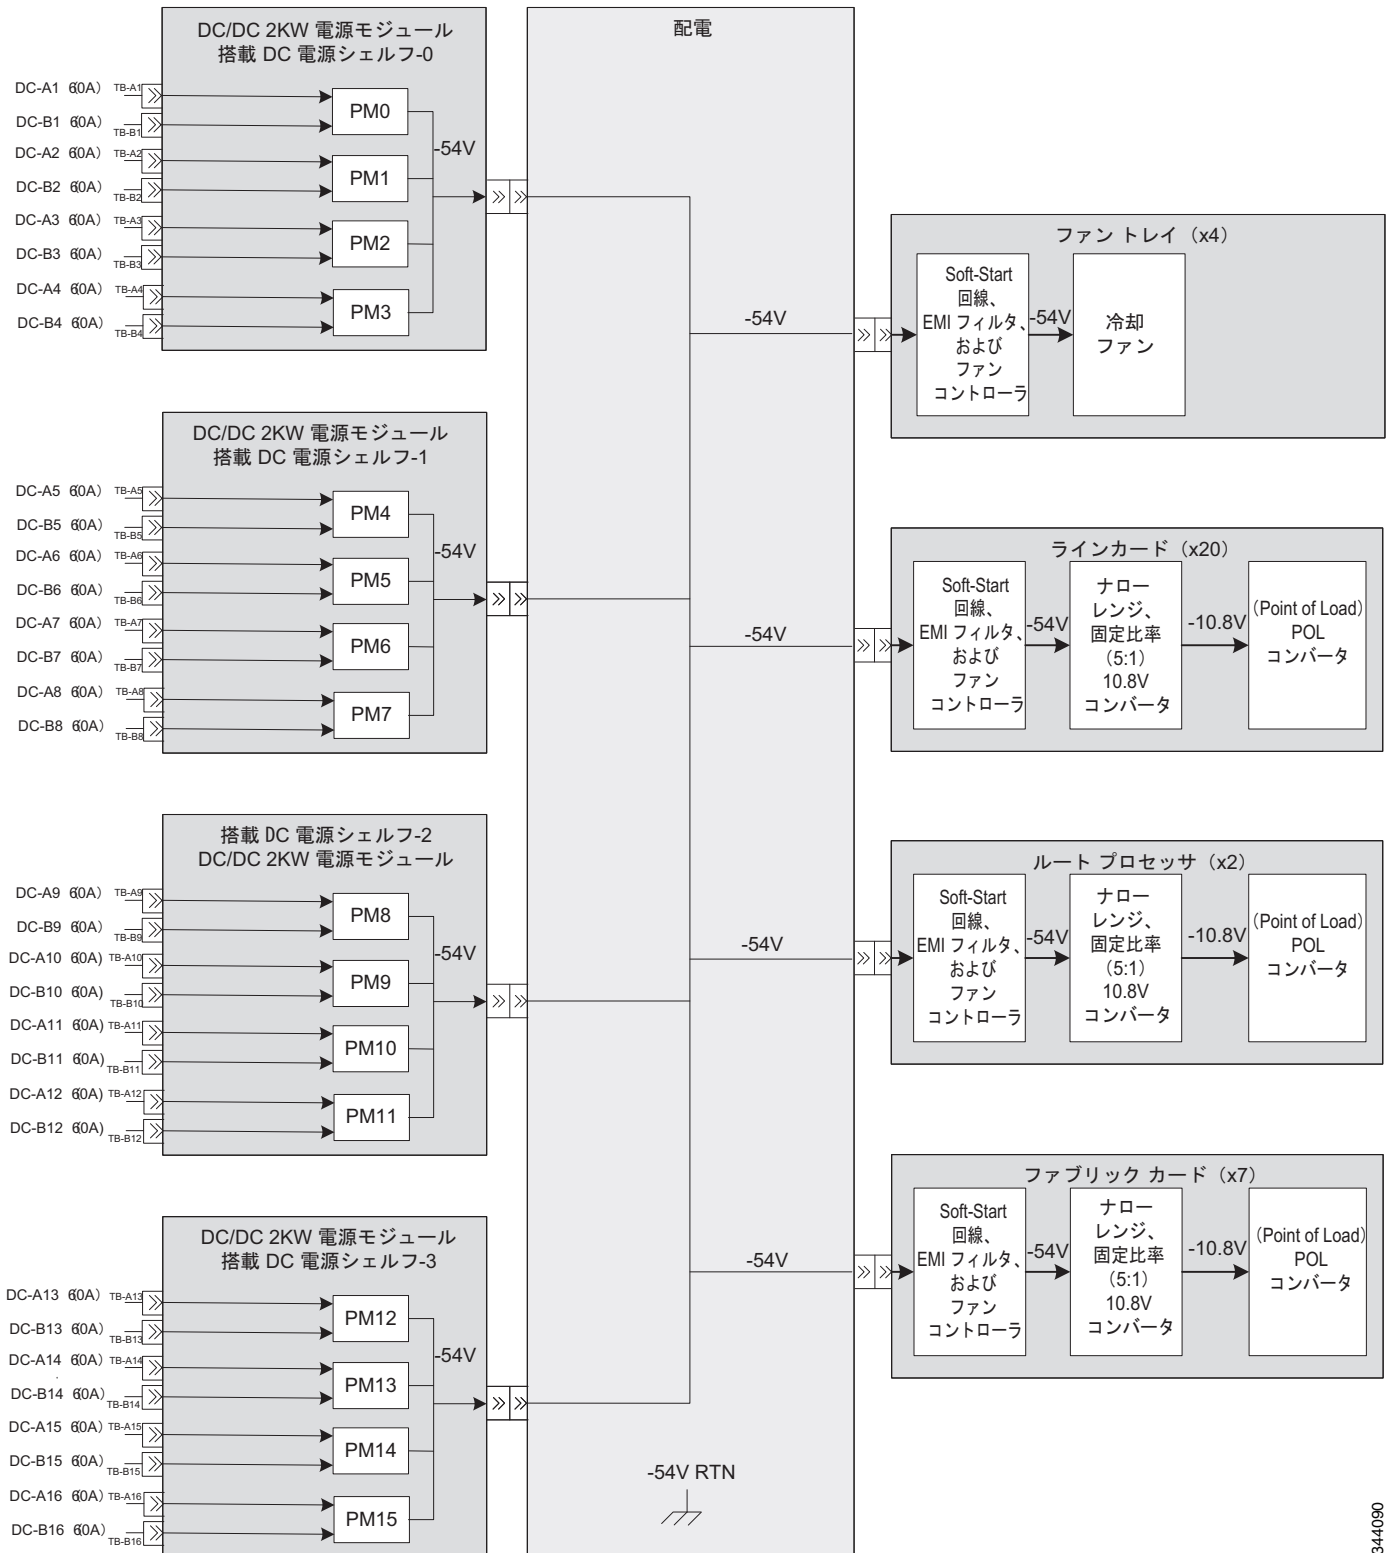 DC/DC 2KW 電源モジュール
搭載 DC 電源シェルフ-0
DC-A1 60A) TB-A1
DC-B1 60A) TB-B1
DC-A2 60A) TB-A2
DC-B2 60A) TB-B2
DC-A3 60A) TB-A3
DC-B3 60A) TB-B3
DC-A4 60A) TB-A4
DC-B4 60A) TB-B4
PM0
PM1
PM2
PM3
-54V
DC/DC 2KW 電源モジュール
搭載 DC 電源シェルフ-1
DC-A5 60A) TB-A5
DC-B5 60A) TB-B5
DC-A6 60A) TB-A6
DC-B6 60A) TB-B6
DC-A7 60A) TB-A7
DC-B7 60A) TB-B7
DC-A8 60A) TB-A8
DC-B8 60A) TB-B8
PM4
PM5
PM6
PM7
-54V
搭載 DC 電源シェルフ-2
DC/DC 2KW 電源モジュール
DC-A9 60A) TB-A9
DC-B9 60A) TB-B9
DC-A10 60A) TB-A10
DC-B10 60A) TB-B10
DC-A11 60A) TB-A11
DC-B11 60A) TB-B11
DC-A12 60A) TB-A12
DC-B12 60A) TB-B12
PM8
PM9
PM10
PM11
-54V
DC/DC 2KW 電源モジュール
搭載 DC 電源シェルフ-3
DC-A13 60A) TB-A13
DC-B13 60A) TB-B13
DC-A14 60A) TB-A14
DC-B14 60A) TB-B14
DC-A15 60A) TB-A15
DC-B15 60A) TB-B15
DC-A16 60A) TB-A16
DC-B16 60A) TB-B16
PM12
PM13
PM14
PM15
-54V
配電
-54V
-54V
-54V
-54V
-54V RTN
ファン トレイ（x4）
Soft-Start
回線、
EMI フィルタ、
および
ファン
コントローラ
-54V
冷却
ファン
ラインカード（x20）
Soft-Start
回線、
EMI フィルタ、
および
ファン
コントローラ
-54V
ナロー
レンジ、
固定比率
（5:1）
10.8V
コンバータ
-10.8V
（Point of Load）
POL
コンバータ
ルート プロセッサ（x2）
Soft-Start
回線、
EMI フィルタ、
および
ファン
コントローラ
-54V
ナロー
レンジ、
固定比率
（5:1）
10.8V
コンバータ
-10.8V
（Point of Load）
POL
コンバータ
ファブリック カード（x7）
Soft-Start
回線、
EMI フィルタ、
および
ファン
コントローラ
-54V
ナロー
レンジ、
固定比率
（5:1）
10.8V
コンバータ
-10.8V
（Point of Load）
POL
コンバータ
344090